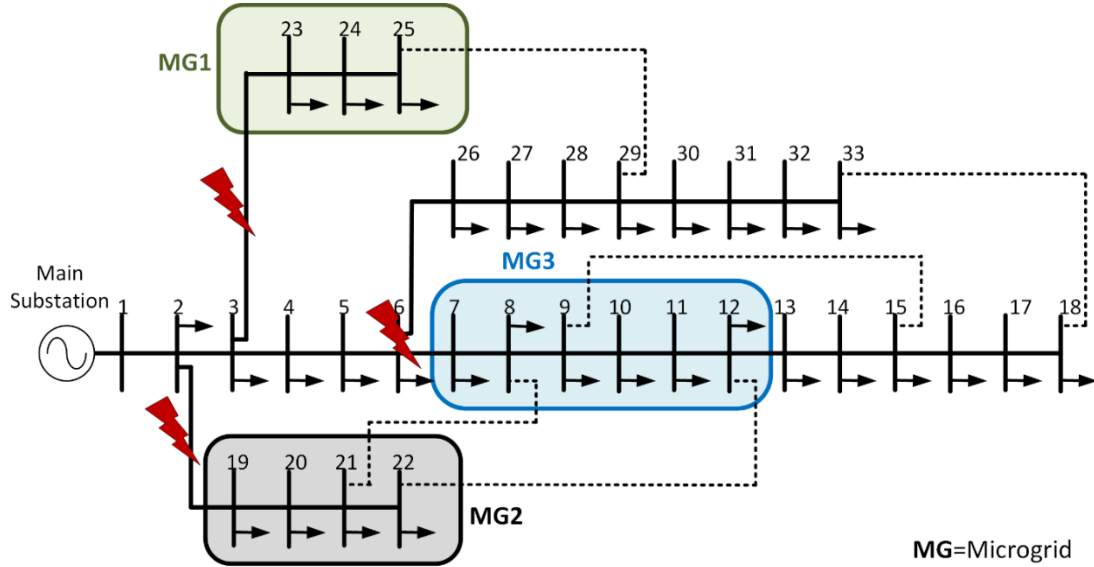 23 24 25
MG1
26 27 28 29 30 31 32 33
MG3
Main
Substation
1 2 3 4 5 6 7 8 9 10 11 12 13 14 15 16 17 18
19 20 21 22
MG2
MG=Microgrid